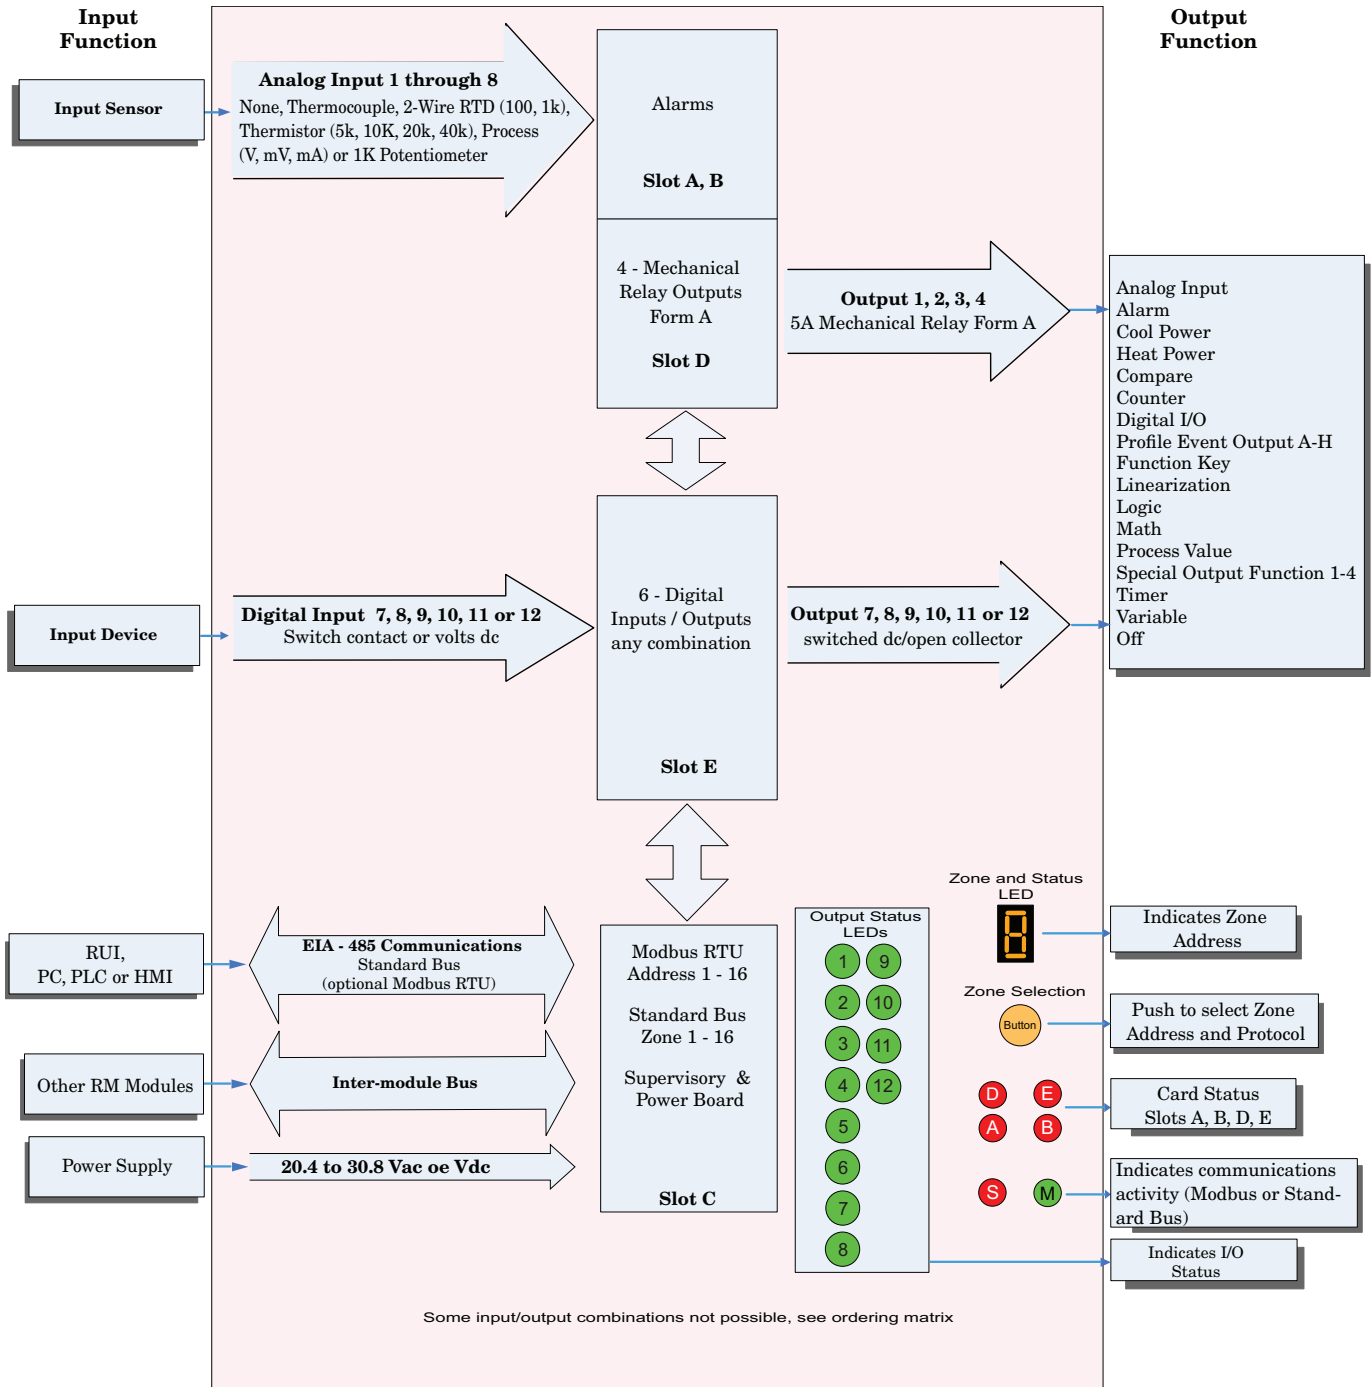 Input
Function
Output
Function
Input Sensor
Analog Input 1 through 8
None, Thermocouple, 2-Wire RTD (100, 1k),
Thermistor (5k, 10K, 20k, 40k), Process
(V, mV, mA) or 1K Potentiometer
Alarms
Slot A, B
4 - Mechanical
Relay Outputs
Form A
Slot D
Output 1, 2, 3, 4
5A Mechanical Relay Form A
Analog Input
Alarm
Cool Power
Heat Power
Compare
Counter
Digital I/O
Profile Event Output A-H
Function Key
Linearization
Logic
Math
Process Value
Special Output Function 1-4
Timer
Variable
Off
Input Device
Digital Input 7, 8, 9, 10, 11 or 12
Switch contact or volts dc
6 - Digital
Inputs / Outputs
any combination
Slot E
Output 7, 8, 9, 10, 11 or 12
switched dc/open collector
RUI,
PC, PLC or HMI
EIA - 485 Communications
Standard Bus
(optional Modbus RTU)
Other RM Modules
Inter-module Bus
Power Supply
20.4 to 30.8 Vac oe Vdc
Modbus RTU
Address 1 - 16
Standard Bus
Zone 1 - 16
Supervisory &
Power Board
Slot C
Output Status
LEDs
1 9
2 10
3 11
4 12
5
6
7
8
Zone and Status
LED
8
Indicates Zone
Address
Zone Selection
Button
Push to select Zone
Address and Protocol
D E
A B
Card Status
Slots A, B, D, E
S M
Indicates communications
activity (Modbus or Stand-
ard Bus)
Indicates I/O
Status
Some input/output combinations not possible, see ordering matrix